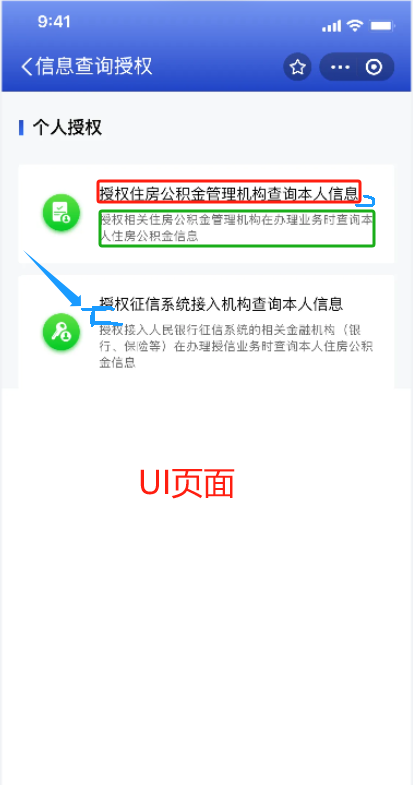 9:41
信息查询授权
个人授权
授权住房公积金管理机构查询本人信息
授权相关住房公积金管理机构在办理业务时查询本
人住房公积金信息
授权征信系统接入机构查询本人信息
授权接入人民银行征信系统的相关金融机构（银
行、保险等）在办理授信业务时查询本人住房公积
金信息
UI页面